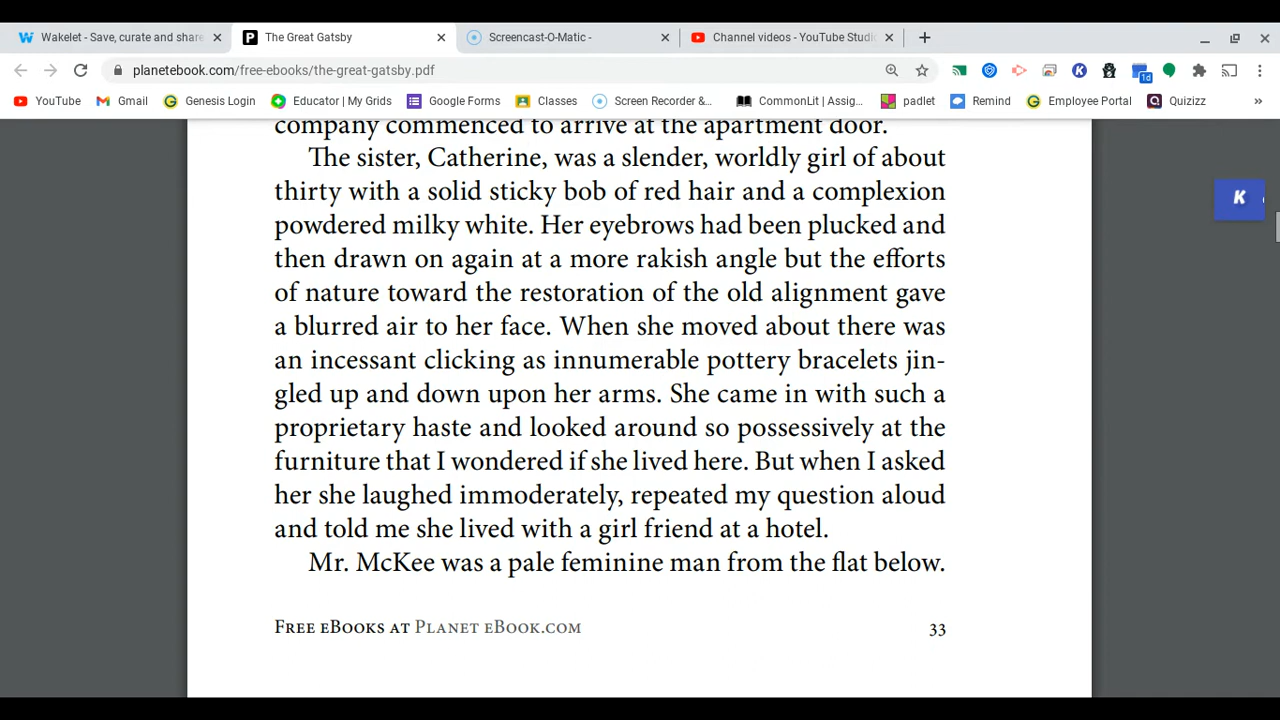 Wakelet - Save, curate and share
The Great Gatsby
Screencast-O-Matic -
Channel videos - YouTube Studi
planetebook.com/free-ebooks/the-great-gatsby.pdf
1d
YouTube
Gmail
Genesis Login
Educator | My Grids
Google Forms
Classes
Screen Recorder &...
CommonLit | Assig...
padlet
Remind
Employee Portal
Quizizz
»
company commenced to arrive at the apartment door.
The sister, Catherine, was a slender, worldly girl of about
thirty with a solid sticky bob of red hair and a complexion
powdered milky white. Her eyebrows had been plucked and
then drawn on again at a more rakish angle but the efforts
of nature toward the restoration of the old alignment gave
a blurred air to her face. When she moved about there was
an incessant clicking as innumerable pottery bracelets jin-
gled up and down upon her arms. She came in with such a
proprietary haste and looked around so possessively at the
furniture that I wondered if she lived here. But when I asked
her she laughed immoderately, repeated my question aloud
and told me she lived with a girl friend at a hotel.
Mr. McKee was a pale feminine man from the flat below.
Free eBooks at Planet eBook.com
33
K